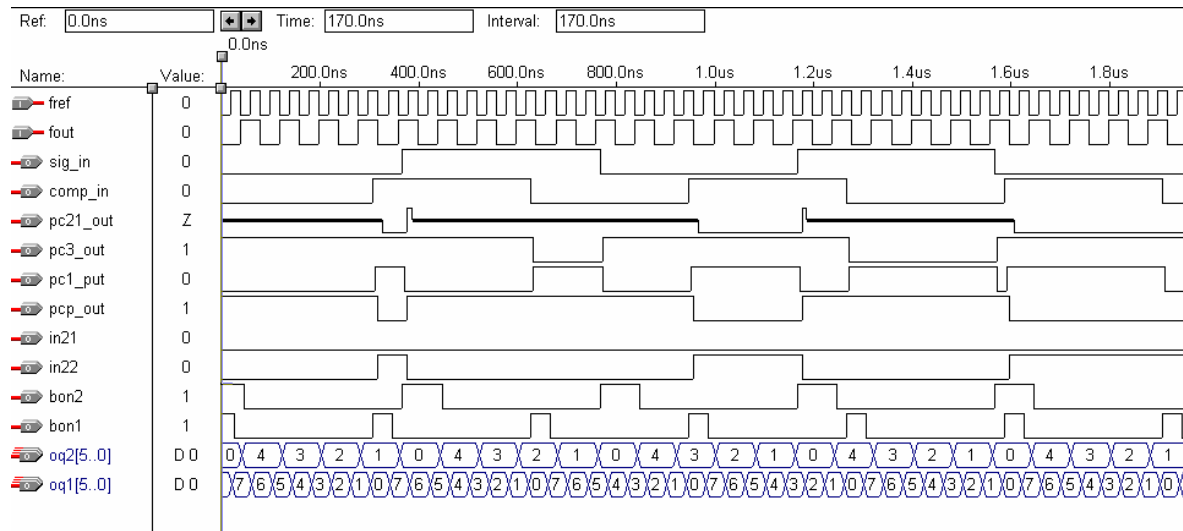 Ref: 0.0ns Time: 170.0ns Interval: 170.0ns
0.0ns
Name: Value: 200.0ns 400.0ns 600.0ns 800.0ns 1.0us 1.2us 1.4us 1.6us 1.8us
fref 0
fout 0
sig_in 0
comp_in 0
pc21_out Z
pc3_out 1
pc1_put 0
pcp_out 1
in21 0
in22 0
bon2 1
bon1 1
oq2[5..0] D 0 0 4 3 2 1 0 4 3 2 1 0 4 3 2 1 0 4 3 2 1 0 4 3 2 1
oq1[5..0] D 0 7 6 5 4 3 2 1 0 7 6 5 4 3 2 1 0 7 6 5 4 3 2 1 0 7 6 5 4 3 2 1 0 7 6 5 4 3 2 1 0 7 6 5 4 3 2 1 0